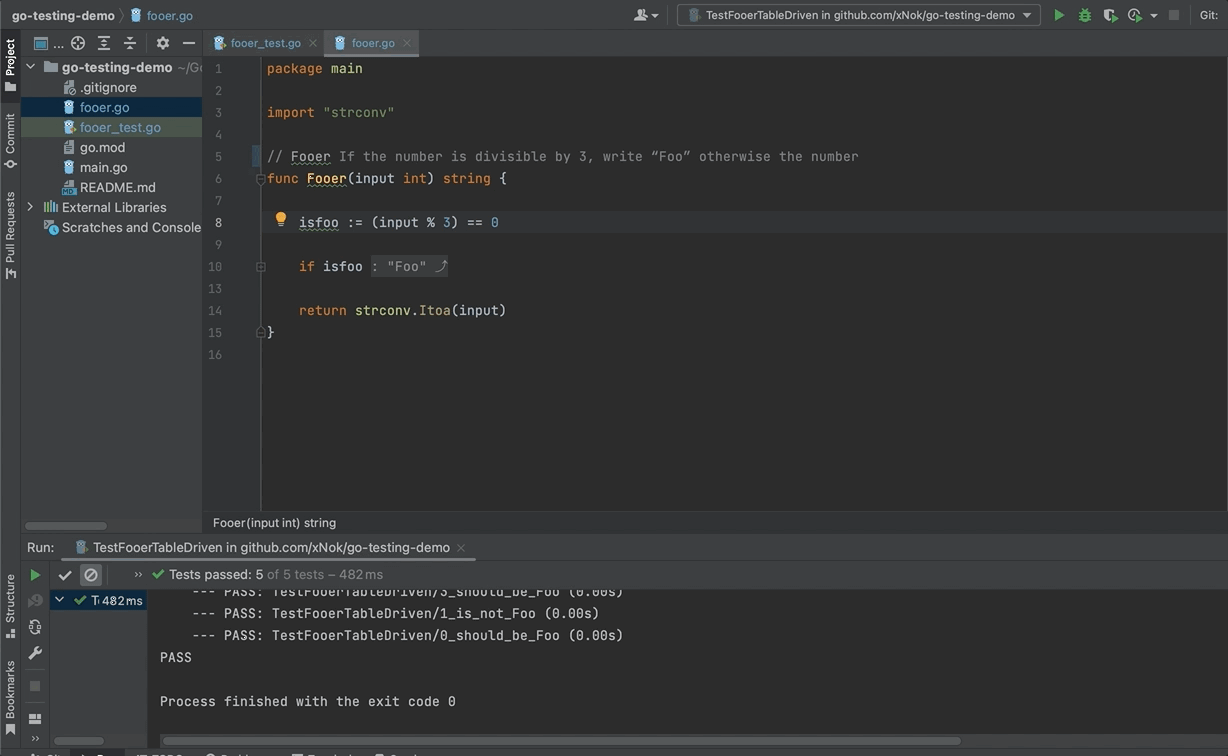 go-testing-demo
fooer.go
TestFooerTableDriven in github.com/xNok/go-testing-demo
Git:
Project
Commit
Pull Requests
Structure
Bookmarks
...
fooer_test.go
fooer.go
go-testing-demo
.gitignore
fooer.go
fooer_test.go
go.mod
main.go
README.md
External Libraries
Scratches and Console
1 package main
2
3 import "strconv"
4
5 // Fooer If the number is divisible by 3, write “Foo” otherwise the number
6 func Fooer(input int) string {
7
8 isfoo := (input % 3) == 0
9
10 if isfoo : "Foo"
13
14 return strconv.Itoa(input)
15 }
16
Fooer(input int) string
Run: TestFooerTableDriven in github.com/xNok/go-testing-demo
» Tests passed: 5 of 5 tests – 482 ms
482 ms
--- PASS: TestFooerTableDriven/3_should_be_Foo (0.00s)
--- PASS: TestFooerTableDriven/1_is_not_Foo (0.00s)
--- PASS: TestFooerTableDriven/0_should_be_Foo (0.00s)
PASS
Process finished with the exit code 0
»